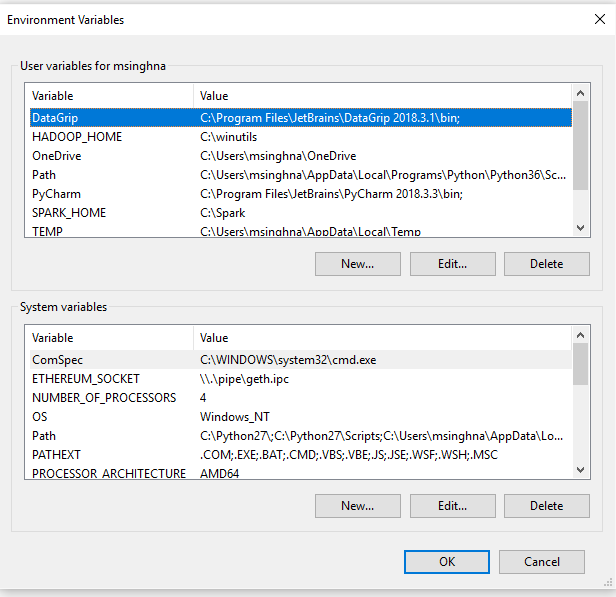 Environment Variables
User variables for msinghna
Variable Value
DataGrip C:\Program Files\JetBrains\DataGrip 2018.3.1\bin;
HADOOP_HOME C:\winutils
OneDrive C:\Users\msinghna\OneDrive
Path C:\Users\msinghna\AppData\Local\Programs\Python\Python36\Sc...
PyCharm C:\Program Files\JetBrains\PyCharm 2018.3.3\bin;
SPARK_HOME C:\Spark
TEMP C:\Users\msinghna\AppData\Local\Temp
New... Edit... Delete
System variables
Variable Value
ComSpec C:\WINDOWS\system32\cmd.exe
ETHEREUM_SOCKET \\.\pipe\geth.ipc
NUMBER_OF_PROCESSORS 4
OS Windows_NT
Path C:\Python27\;C:\Python27\Scripts;C:\Users\msinghna\AppData\Lo...
PATHEXT .COM;.EXE;.BAT;.CMD;.VBS;.VBE;.JS;.JSE;.WSF;.WSH;.MSC
PROCESSOR_ARCHITECTURE AMD64
New... Edit... Delete
OK Cancel